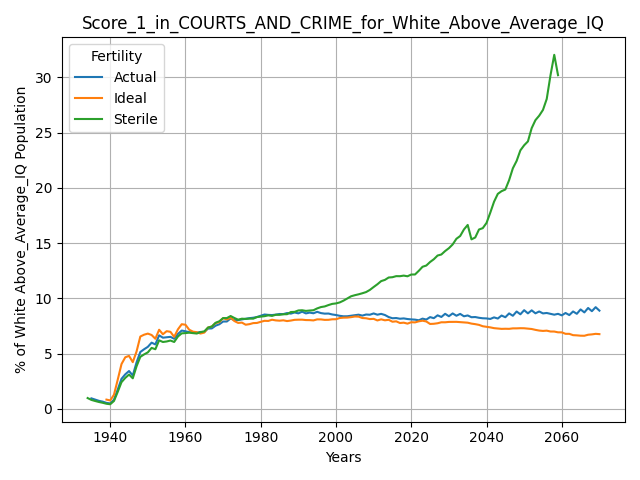 Score_1_in_COURTS_AND_CRIME_for_White_Above_Average_IQ
Fertility
Actual
Ideal
Sterile
% of White Above_Average_IQ Population
30
25
20
15
10
5
0
1940 1960 1980 2000 2020 2040 2060
Years